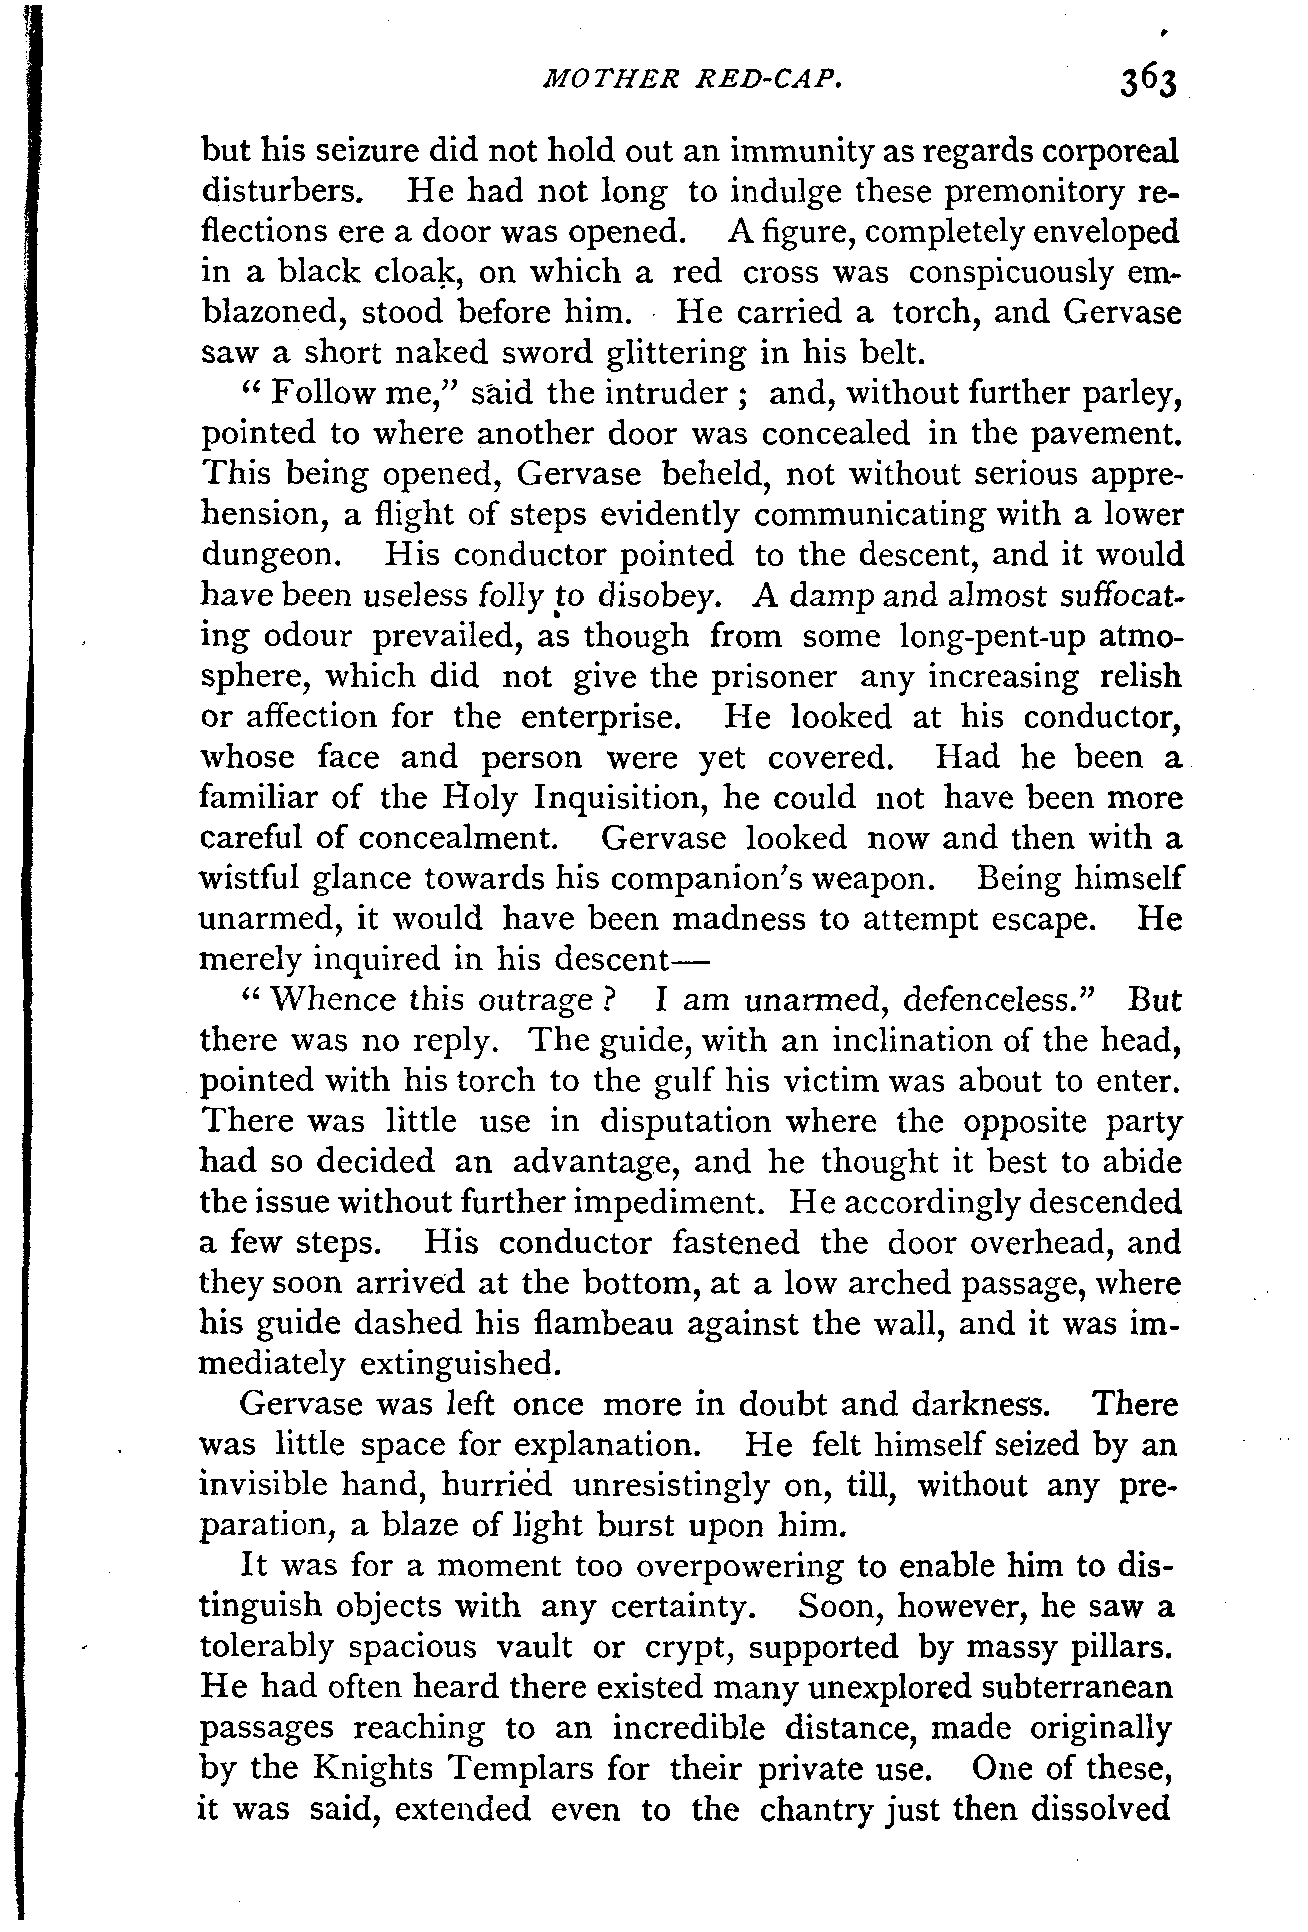 MOTHER RED-CAP. 363
but his seizure did not hold out an immunity as regards corporeal
disturbers. He had not long to indulge these premonitory re-
flections ere a door was opened. A figure, completely enveloped
in a black cloak, on which a red cross was conspicuously em-
blazoned, stood before him. He carried a torch, and Gervase
saw a short naked sword glittering in his belt.
“ Follow me,” said the intruder ; and, without further parley,
pointed to where another door was concealed in the pavement.
This being opened, Gervase beheld, not without serious appre-
hension, a flight of steps evidently communicating with a lower
dungeon. His conductor pointed to the descent, and it would
have been useless folly to disobey. A damp and almost suffocat-
ing odour prevailed, as though from some long-pent-up atmo-
sphere, which did not give the prisoner any increasing relish
or affection for the enterprise. He looked at his conductor,
whose face and person were yet covered. Had he been a
familiar of the Holy Inquisition, he could not have been more
careful of concealment. Gervase looked now and then with a
wistful glance towards his companion's weapon. Being himself
unarmed, it would have been madness to attempt escape. He
merely inquired in his descent—
“ Whence this outrage ? I am unarmed, defenceless.” But
there was no reply. The guide, with an inclination of the head,
pointed with his torch to the gulf his victim was about to enter.
There was little use in disputation where the opposite party
had so decided an advantage, and he thought it best to abide
the issue without further impediment. He accordingly descended
a few steps. His conductor fastened the door overhead, and
they soon arrived at the bottom, at a low arched passage, where
his guide dashed his flambeau against the wall, and it was im-
mediately extinguished.
Gervase was left once more in doubt and darkness. There
was little space for explanation. He felt himself seized by an
invisible hand, hurried unresistingly on, till, without any pre-
paration, a blaze of light burst upon him.
It was for a moment too overpowering to enable him to dis-
tinguish objects with any certainty. Soon, however, he saw a
tolerably spacious vault or crypt, supported by massy pillars.
He had often heard there existed many unexplored subterranean
passages reaching to an incredible distance, made originally
by the Knights Templars for their private use. One of these,
it was said, extended even to the chantry just then dissolved